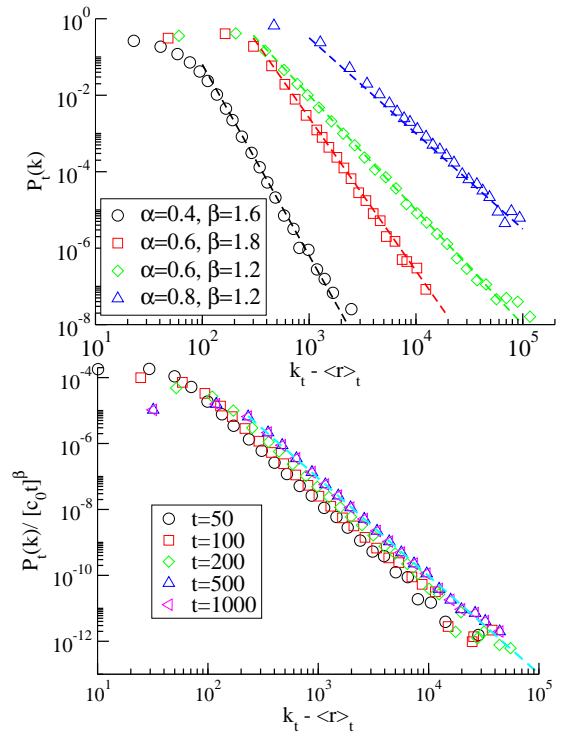 10^0
10^-2
10^-4
10^-6
10^-8
P_t(k)
α=0.4, β=1.6
α=0.6, β=1.8
α=0.6, β=1.2
α=0.8, β=1.2
10^1 10^2 10^3 10^4 10^5
k_t - <r>_t
10^-4
10^-6
10^-8
10^-10
10^-12
P_t(k)/ [c_0t]^β
t=50
t=100
t=200
t=500
t=1000
10^1 10^2 10^3 10^4 10^5
k_t - <r>_t